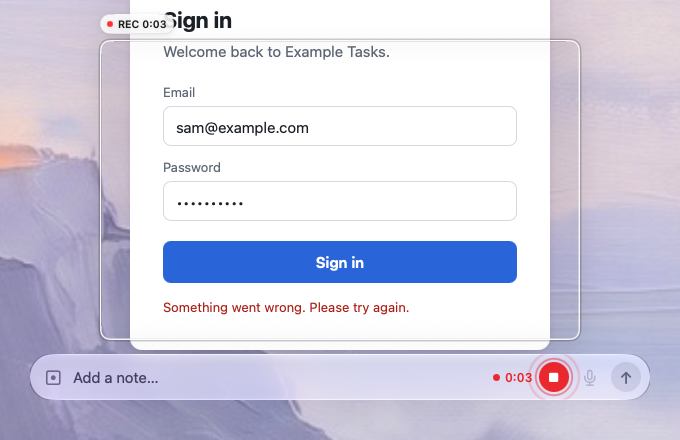 REC 0:03
Sign in
Welcome back to Example Tasks.
Email
sam@example.com
Password
••••••••••
Sign in
Something went wrong. Please try again.
Add a note...
0:03